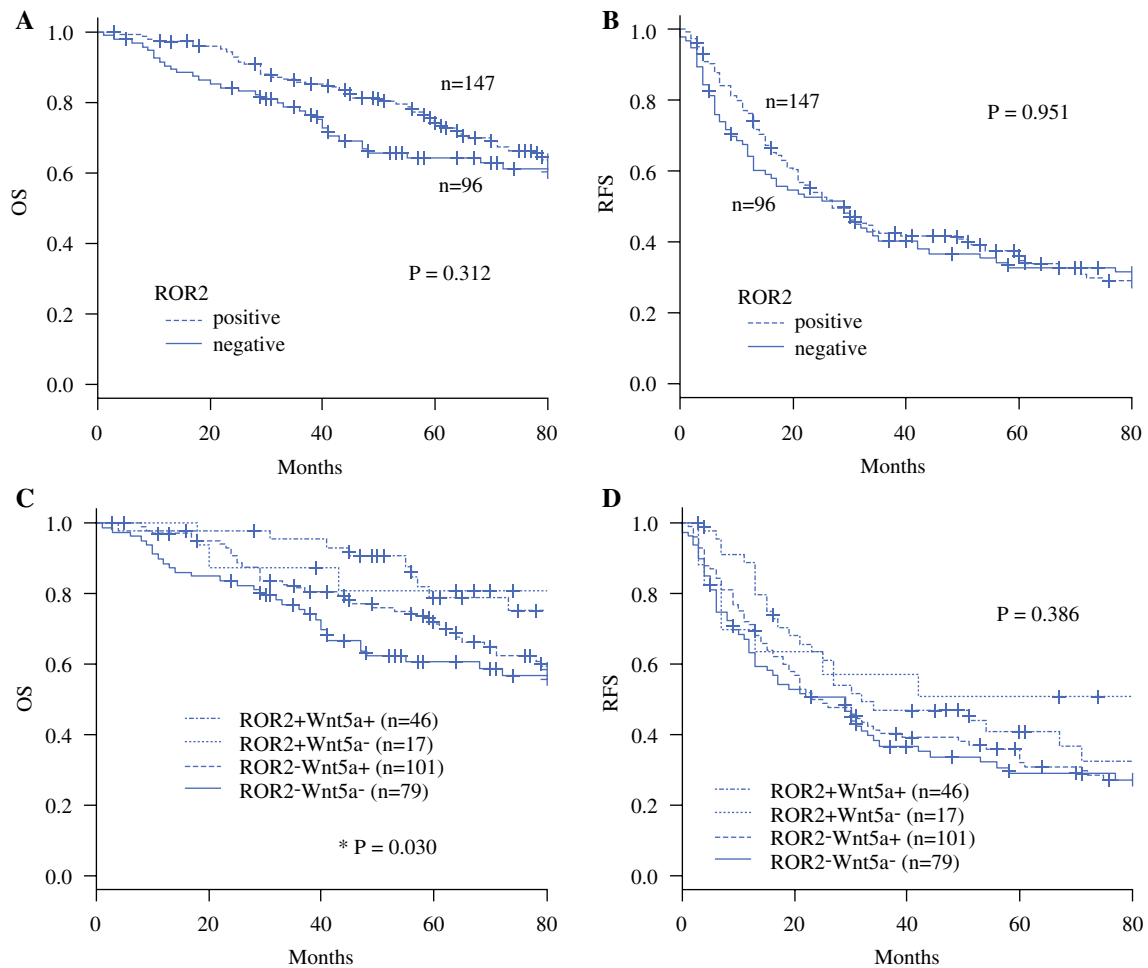 A
1.0
0.8
0.6
0.4
0.2
0.0
OS
n=147
n=96
P = 0.312
ROR2
positive
negative
0 20 40 60 80
Months
B
1.0
0.8
0.6
0.4
0.2
0.0
RFS
n=147
n=96
P = 0.951
ROR2
positive
negative
0 20 40 60 80
Months
C
1.0
0.8
0.6
0.4
0.2
0.0
OS
ROR2+Wnt5a+ (n=46)
ROR2+Wnt5a- (n=17)
ROR2-Wnt5a+ (n=101)
ROR2-Wnt5a- (n=79)
* P = 0.030
0 20 40 60 80
Months
D
1.0
0.8
0.6
0.4
0.2
0.0
RFS
P = 0.386
ROR2+Wnt5a+ (n=46)
ROR2+Wnt5a- (n=17)
ROR2-Wnt5a+ (n=101)
ROR2-Wnt5a- (n=79)
0 20 40 60 80
Months